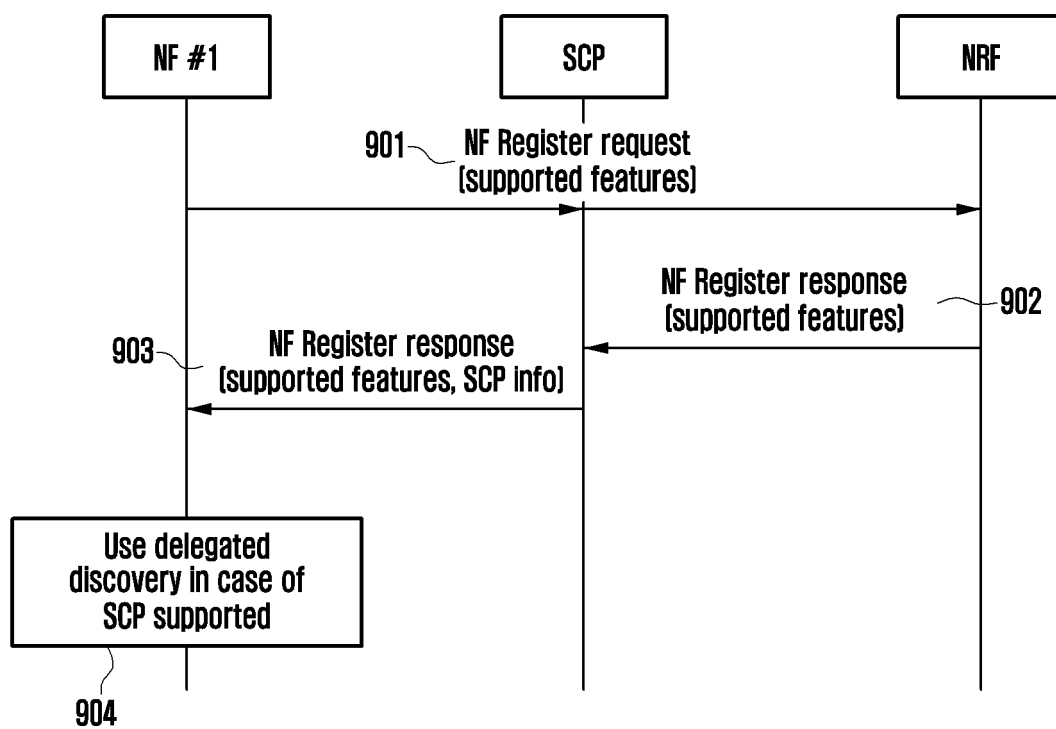 NF #1
SCP
NRF
901
NF Register request
(supported features)
NF Register response
(supported features)
902
903
NF Register response
(supported features, SCP info)
Use delegated
discovery in case of
SCP supported
904